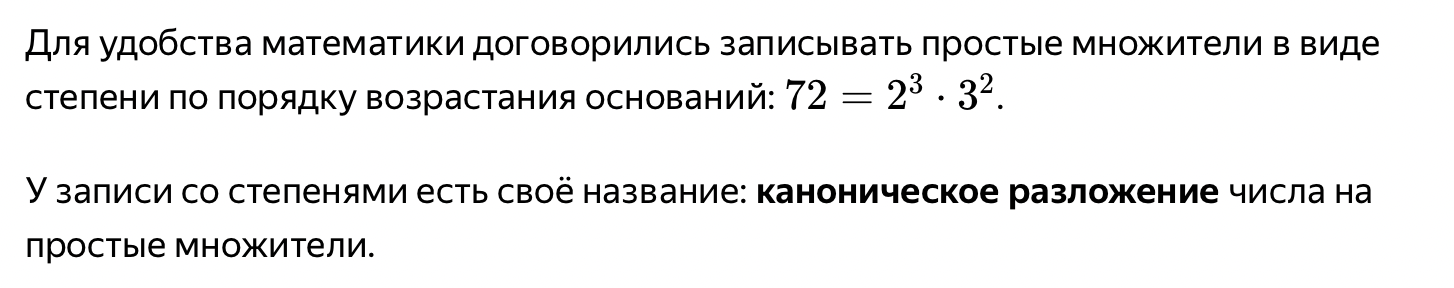 Для удобства математики договорились записывать простые множители в виде
степени по порядку возрастания оснований: 72 = 2³ · 3².
У записи со степенями есть своё название: каноническое разложение числа на
простые множители.